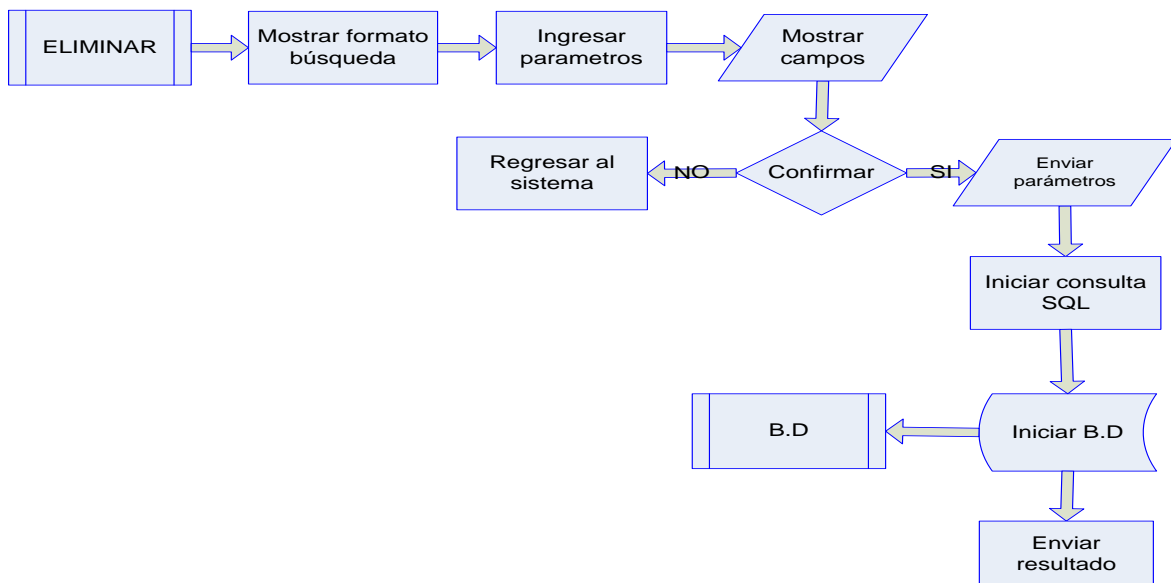 ELIMINAR
Mostrar formato
búsqueda
Ingresar
parametros
Mostrar
campos
Regresar al
sistema
NO
Confirmar
SI
Enviar
parámetros
Iniciar consulta
SQL
B.D
Iniciar B.D
Enviar
resultado